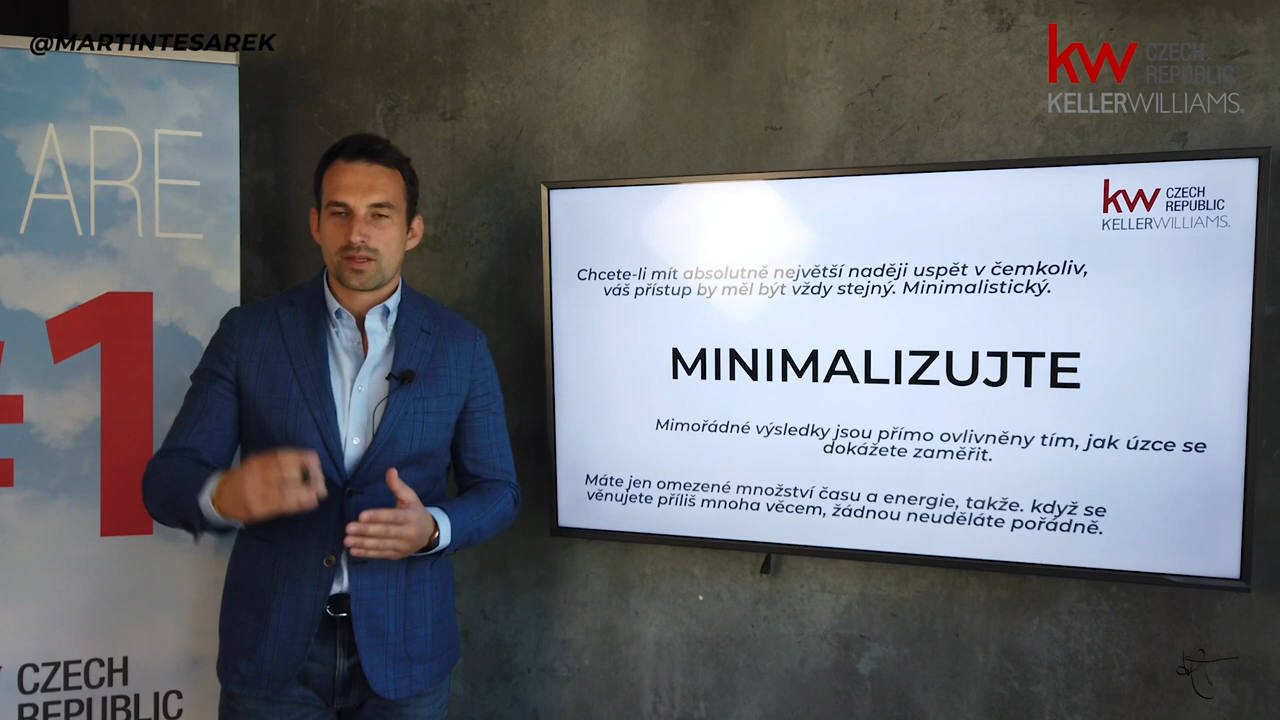 @MARTINTESAREK
kw CZECH
REPUBLIC
KELLERWILLIAMS.
ARE
#1
CZECH
REPUBLIC
kw CZECH
REPUBLIC
KELLERWILLIAMS.
Chcete-li mít absolutně největší naději uspět v čemkoliv,
váš přístup by měl být vždy stejný. Minimalistický.
MINIMALIZUJTE
Mimořádné výsledky jsou přímo ovlivněny tím, jak úzce se
dokážete zaměřit.
Máte jen omezené množství času a energie, takže. když se
věnujete příliš mnoha věcem, žádnou neuděláte pořádně.